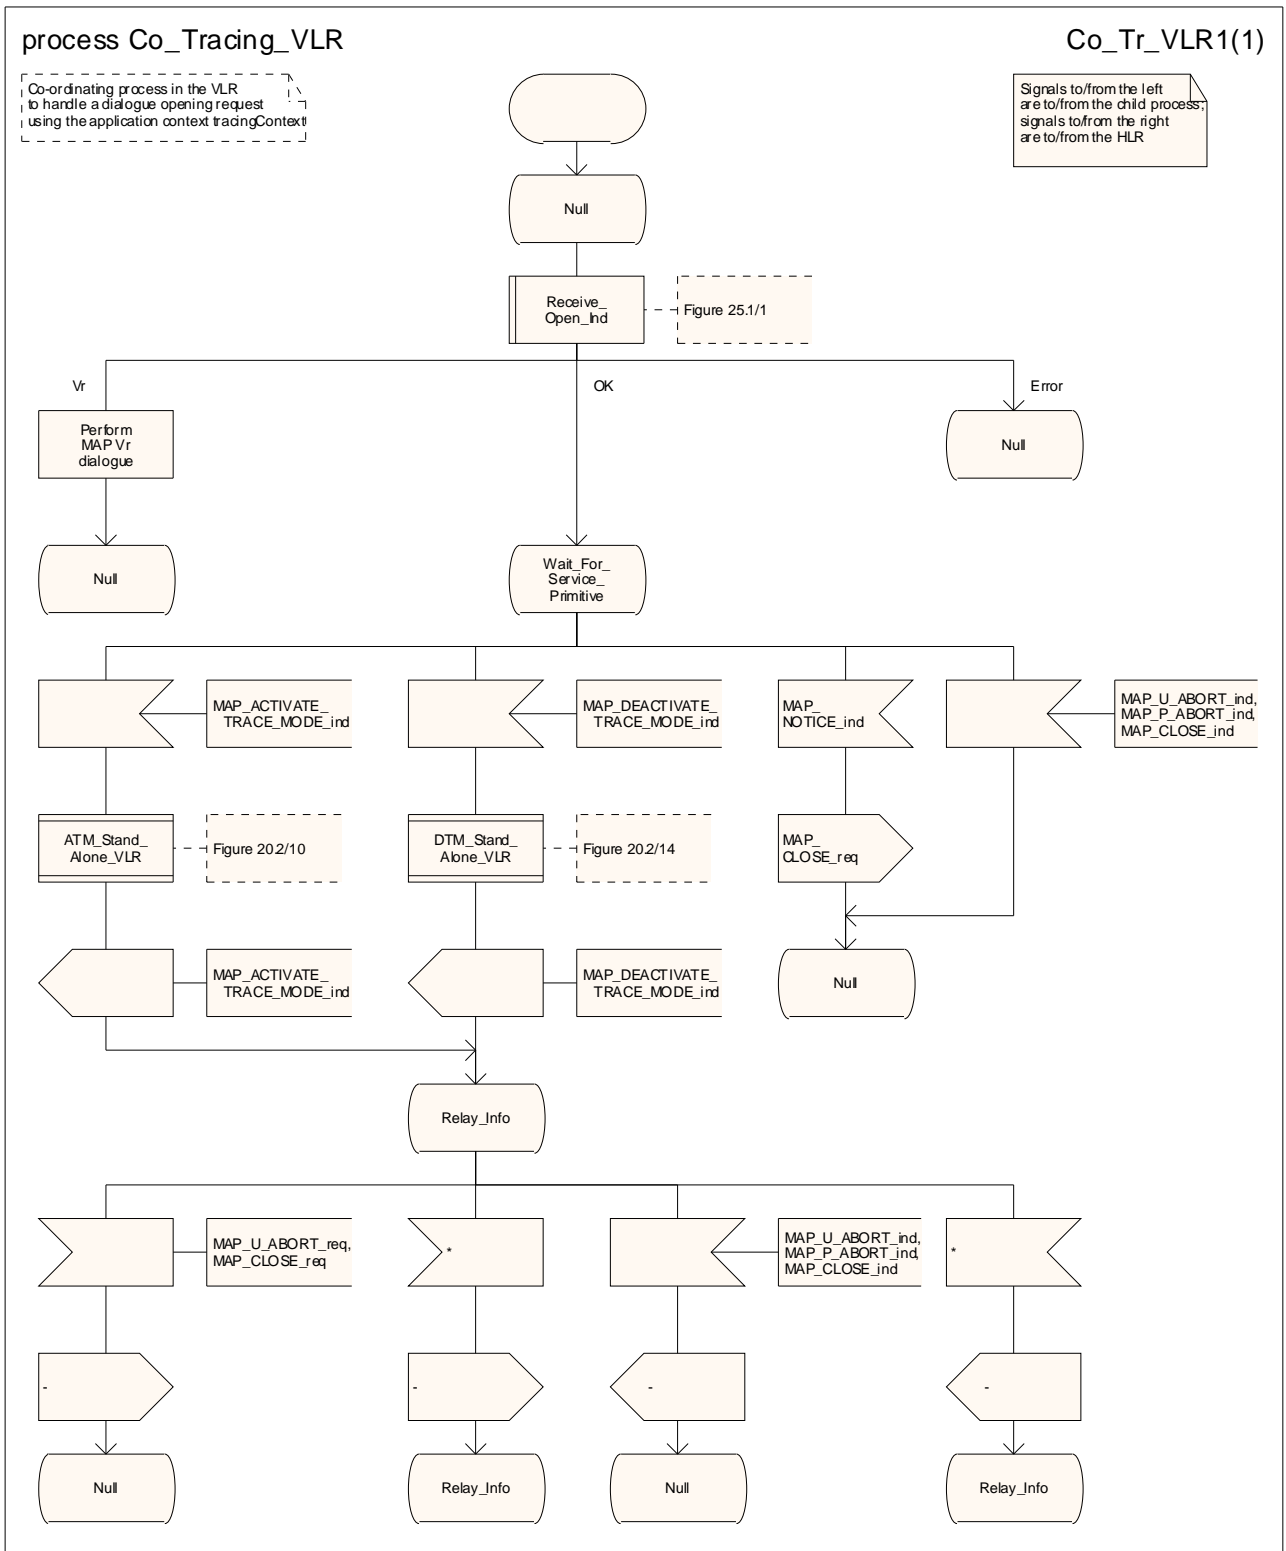 process Co_Tracing_VLR
Co_Tr_VLR1(1)
Co-ordinating process in the VLR
to handle a dialogue opening request
using the application context tracingContext
Signals to/from the left
are to/from the child process;
signals to/from the right
are to/from the HLR
Null
Receive_
Open_Ind
Figure 25.1/1
Vr
OK
Error
Perform
MAP Vr
dialogue
Null
Null
Wait_For_
Service_
Primitive
MAP_ACTIVATE_
TRACE_MODE_ind
MAP_DEACTIVATE_
TRACE_MODE_ind
MAP_
NOTICE_ind
MAP_U_ABORT_ind,
MAP_P_ABORT_ind,
MAP_CLOSE_ind
ATM_Stand_
Alone_VLR
Figure 20.2/10
DTM_Stand_
Alone_VLR
Figure 20.2/14
MAP_
CLOSE_req
MAP_ACTIVATE_
TRACE_MODE_ind
MAP_DEACTIVATE_
TRACE_MODE_ind
Null
Relay_Info
MAP_U_ABORT_req,
MAP_CLOSE_req
*
MAP_U_ABORT_ind,
MAP_P_ABORT_ind,
MAP_CLOSE_ind
*
-
-
-
-
Null
Relay_Info
Null
Relay_Info